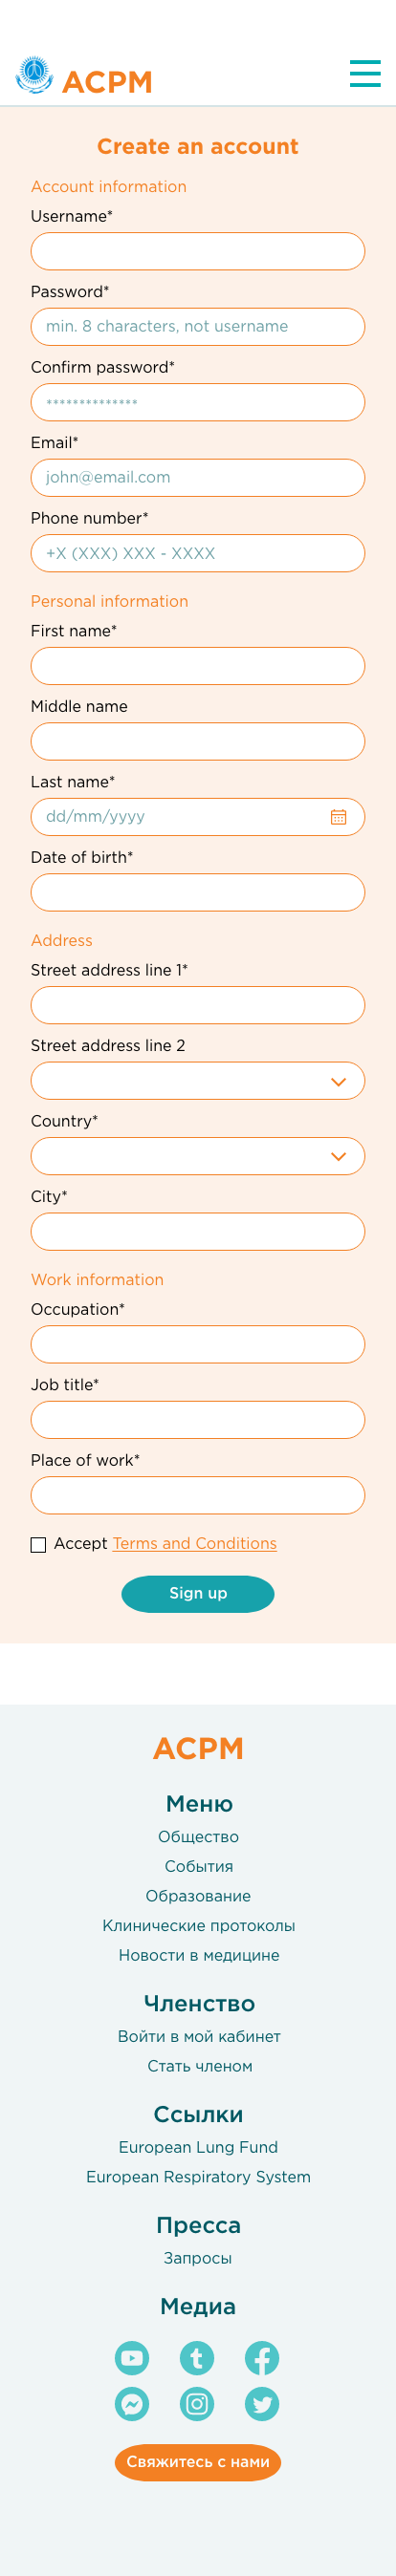 ACPM
Create an account
Account information
Username*
Password*
min. 8 characters, not username
Confirm password*
**************
Email*
john@email.com
Phone number*
+X (XXX) XXX - XXXX
Personal information
First name*
Middle name
Last name*
dd/mm/yyyy
Date of birth*
Address
Street address line 1*
Street address line 2
Country*
City*
Work information
Occupation*
Job title*
Place of work*
Accept Terms and Conditions
Sign up
ACPM
Меню
Общество
События
Образование
Клинические протоколы
Новости в медицине
Членство
Войти в мой кабинет
Стать членом
Ссылки
European Lung Fund
European Respiratory System
Пресса
Запросы
Медиа
Свяжитесь с нами